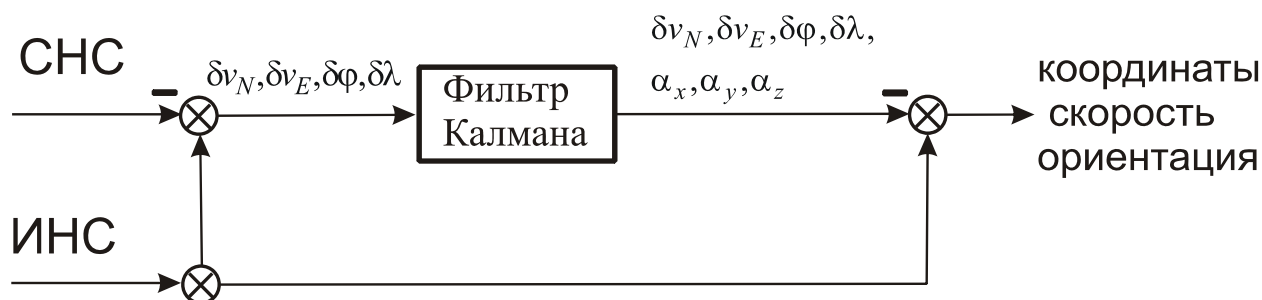 СНС
δv_N, δv_E, δφ, δλ
Фильтр
Калмана
δv_N, δv_E, δφ, δλ,
α_x, α_y, α_z
координаты
скорость
ориентация
ИНС